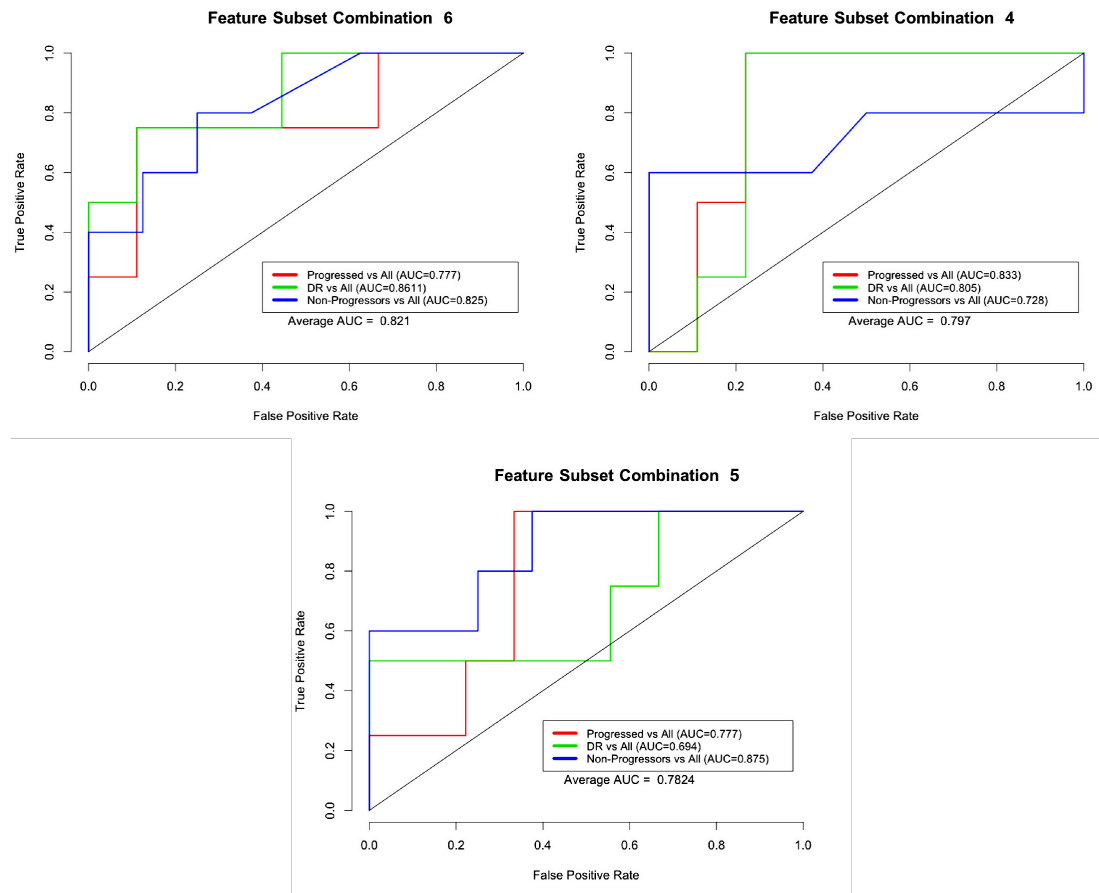 Feature Subset Combination 6
1.0
0.8
0.6
0.4
0.2
0.0
True Positive Rate
Progressed vs All (AUC=0.777)
DR vs All (AUC=0.8611)
Non-Progressors vs All (AUC=0.825)
Average AUC = 0.821
0.0 0.2 0.4 0.6 0.8 1.0
False Positive Rate
Feature Subset Combination 4
1.0
0.8
0.6
0.4
0.2
0.0
True Positive Rate
Progressed vs All (AUC=0.833)
DR vs All (AUC=0.805)
Non-Progressors vs All (AUC=0.728)
Average AUC = 0.797
0.0 0.2 0.4 0.6 0.8 1.0
False Positive Rate
Feature Subset Combination 5
1.0
0.8
0.6
0.4
0.2
0.0
True Positive Rate
Progressed vs All (AUC=0.777)
DR vs All (AUC=0.694)
Non-Progressors vs All (AUC=0.875)
Average AUC = 0.7824
0.0 0.2 0.4 0.6 0.8 1.0
False Positive Rate